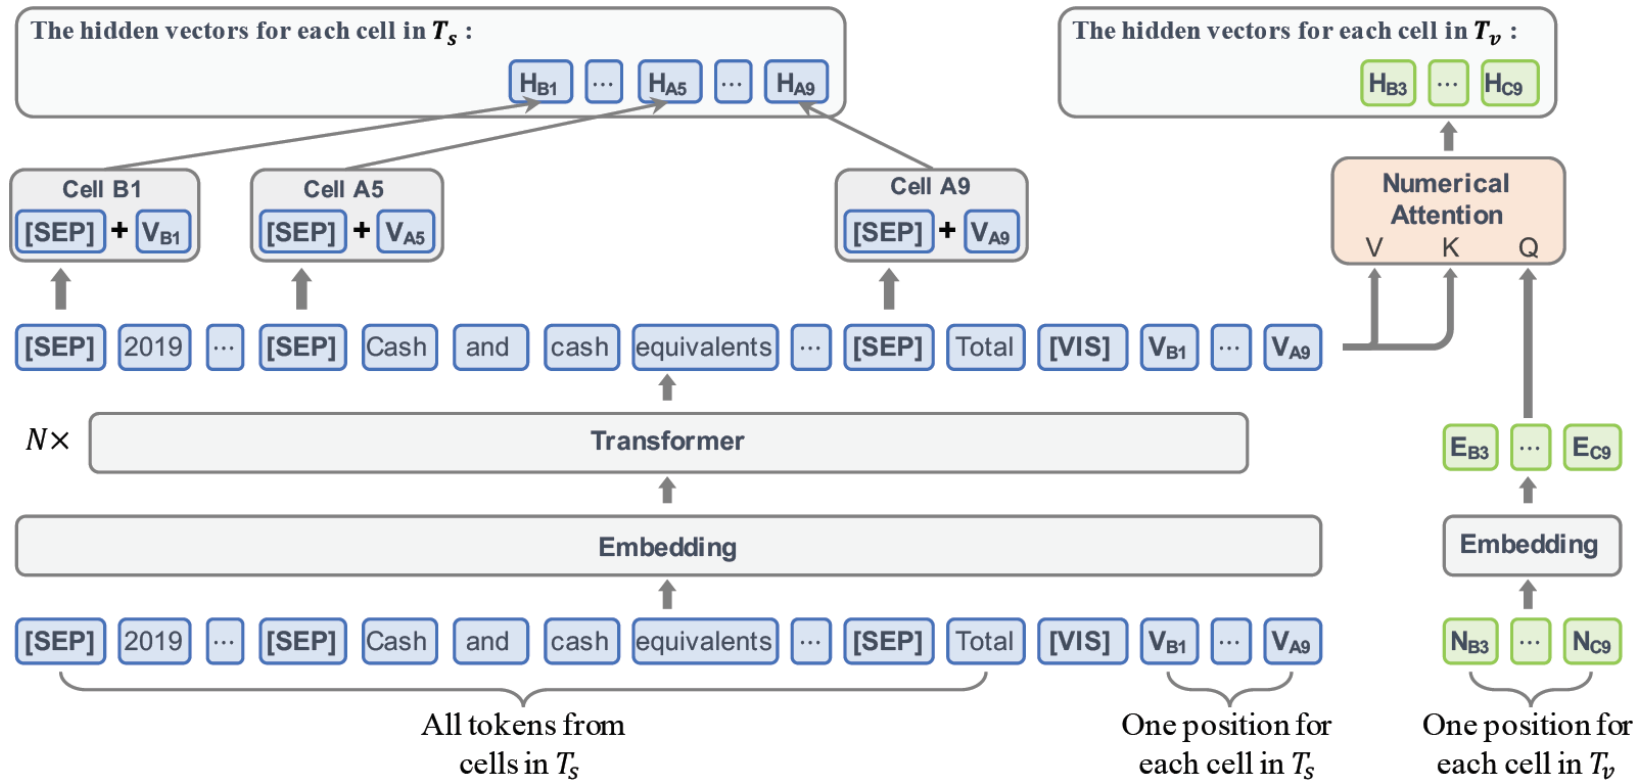 The hidden vectors for each cell in Ts :
HB1 ... HA5 ... HA9
The hidden vectors for each cell in Tv :
HB3 ... HC9
Cell B1
[SEP] + VB1
Cell A5
[SEP] + VA5
Cell A9
[SEP] + VA9
Numerical
Attention
V K Q
[SEP] 2019 ... [SEP] Cash and cash equivalents ... [SEP] Total [VIS] VB1 ... VA9
N×
Transformer
EB3 ... EC9
Embedding
Embedding
[SEP] 2019 ... [SEP] Cash and cash equivalents ... [SEP] Total [VIS] VB1 ... VA9
NB3 ... NC9
All tokens from
cells in Ts
One position for
each cell in Ts
One position for
each cell in Tv